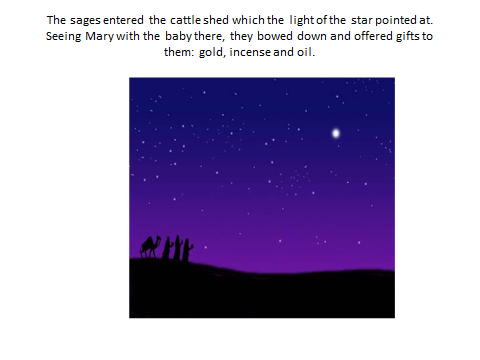 The sages entered the cattle shed which the light of the star pointed at.
Seeing Mary with the baby there, they bowed down and offered gifts to
them: gold, incense and oil.